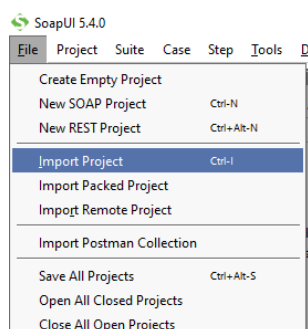 SoapUI 5.4.0
File Project Suite Case Step Tools D
Create Empty Project
New SOAP Project Ctrl-N
New REST Project Ctrl+Alt-N
Import Project Ctrl-I
Import Packed Project
Import Remote Project
Import Postman Collection
Save All Projects Ctrl+Alt-S
Open All Closed Projects
Close All Open Projects